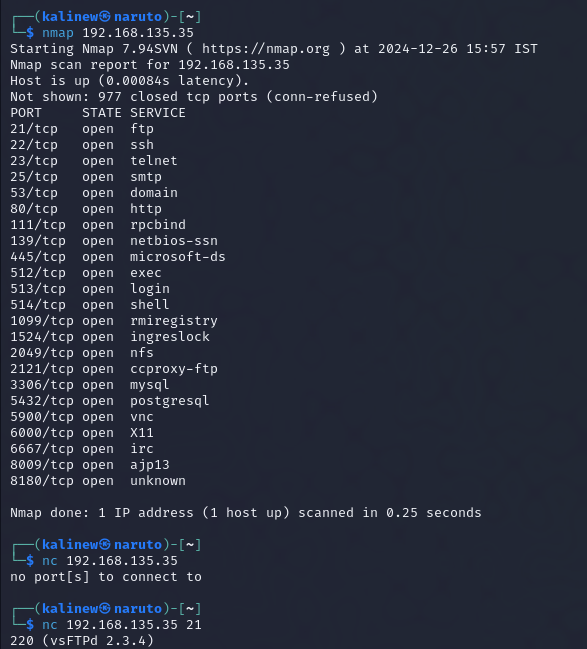 ┌──(kalinew㉿naruto)-[~]
└─$ nmap 192.168.135.35
Starting Nmap 7.94SVN ( https://nmap.org ) at 2024-12-26 15:57 IST
Nmap scan report for 192.168.135.35
Host is up (0.00084s latency).
Not shown: 977 closed tcp ports (conn-refused)
PORT     STATE SERVICE
21/tcp   open  ftp
22/tcp   open  ssh
23/tcp   open  telnet
25/tcp   open  smtp
53/tcp   open  domain
80/tcp   open  http
111/tcp  open  rpcbind
139/tcp  open  netbios-ssn
445/tcp  open  microsoft-ds
512/tcp  open  exec
513/tcp  open  login
514/tcp  open  shell
1099/tcp open  rmiregistry
1524/tcp open  ingreslock
2049/tcp open  nfs
2121/tcp open  ccproxy-ftp
3306/tcp open  mysql
5432/tcp open  postgresql
5900/tcp open  vnc
6000/tcp open  X11
6667/tcp open  irc
8009/tcp open  ajp13
8180/tcp open  unknown
Nmap done: 1 IP address (1 host up) scanned in 0.25 seconds
┌──(kalinew㉿naruto)-[~]
└─$ nc 192.168.135.35
no port[s] to connect to
┌──(kalinew㉿naruto)-[~]
└─$ nc 192.168.135.35 21
220 (vsFTPd 2.3.4)